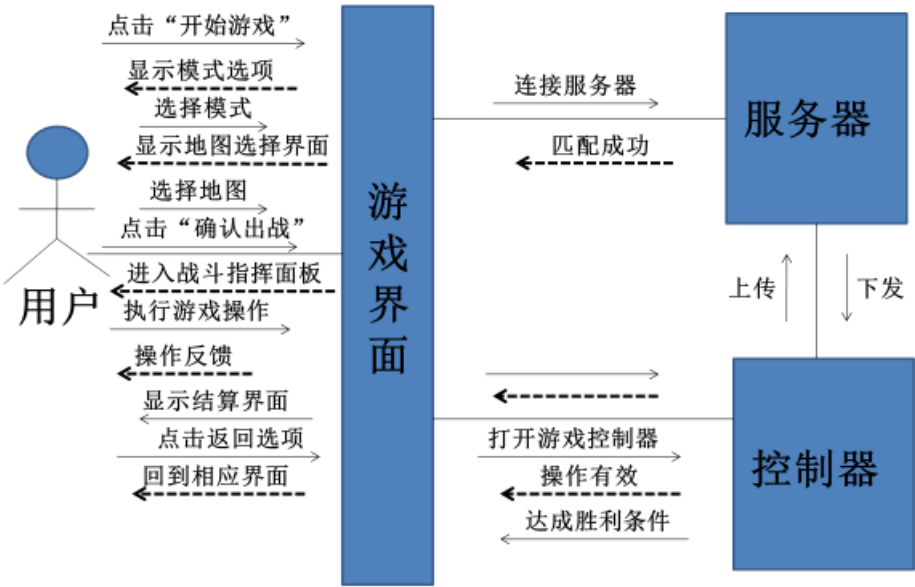 点击“开始游戏”
显示模式选项
选择模式
显示地图选择界面
选择地图
点击“确认出战”
进入战斗指挥面板
执行游戏操作
操作反馈
显示结算界面
点击返回选项
回到相应界面
用户
游戏界面
连接服务器
匹配成功
服务器
上传
下发
打开游戏控制器
操作有效
达成胜利条件
控制器